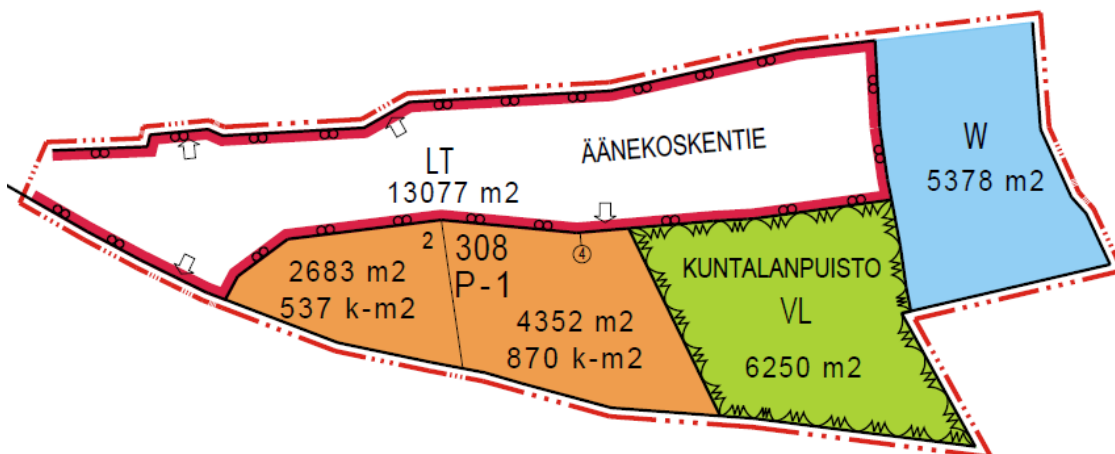 ÄÄNEKOSKENTIE
LT
13077 m2
W
5378 m2
2
308
P-1
2683 m2
537 k-m2
4
4352 m2
870 k-m2
KUNTALANPUISTO
VL
6250 m2